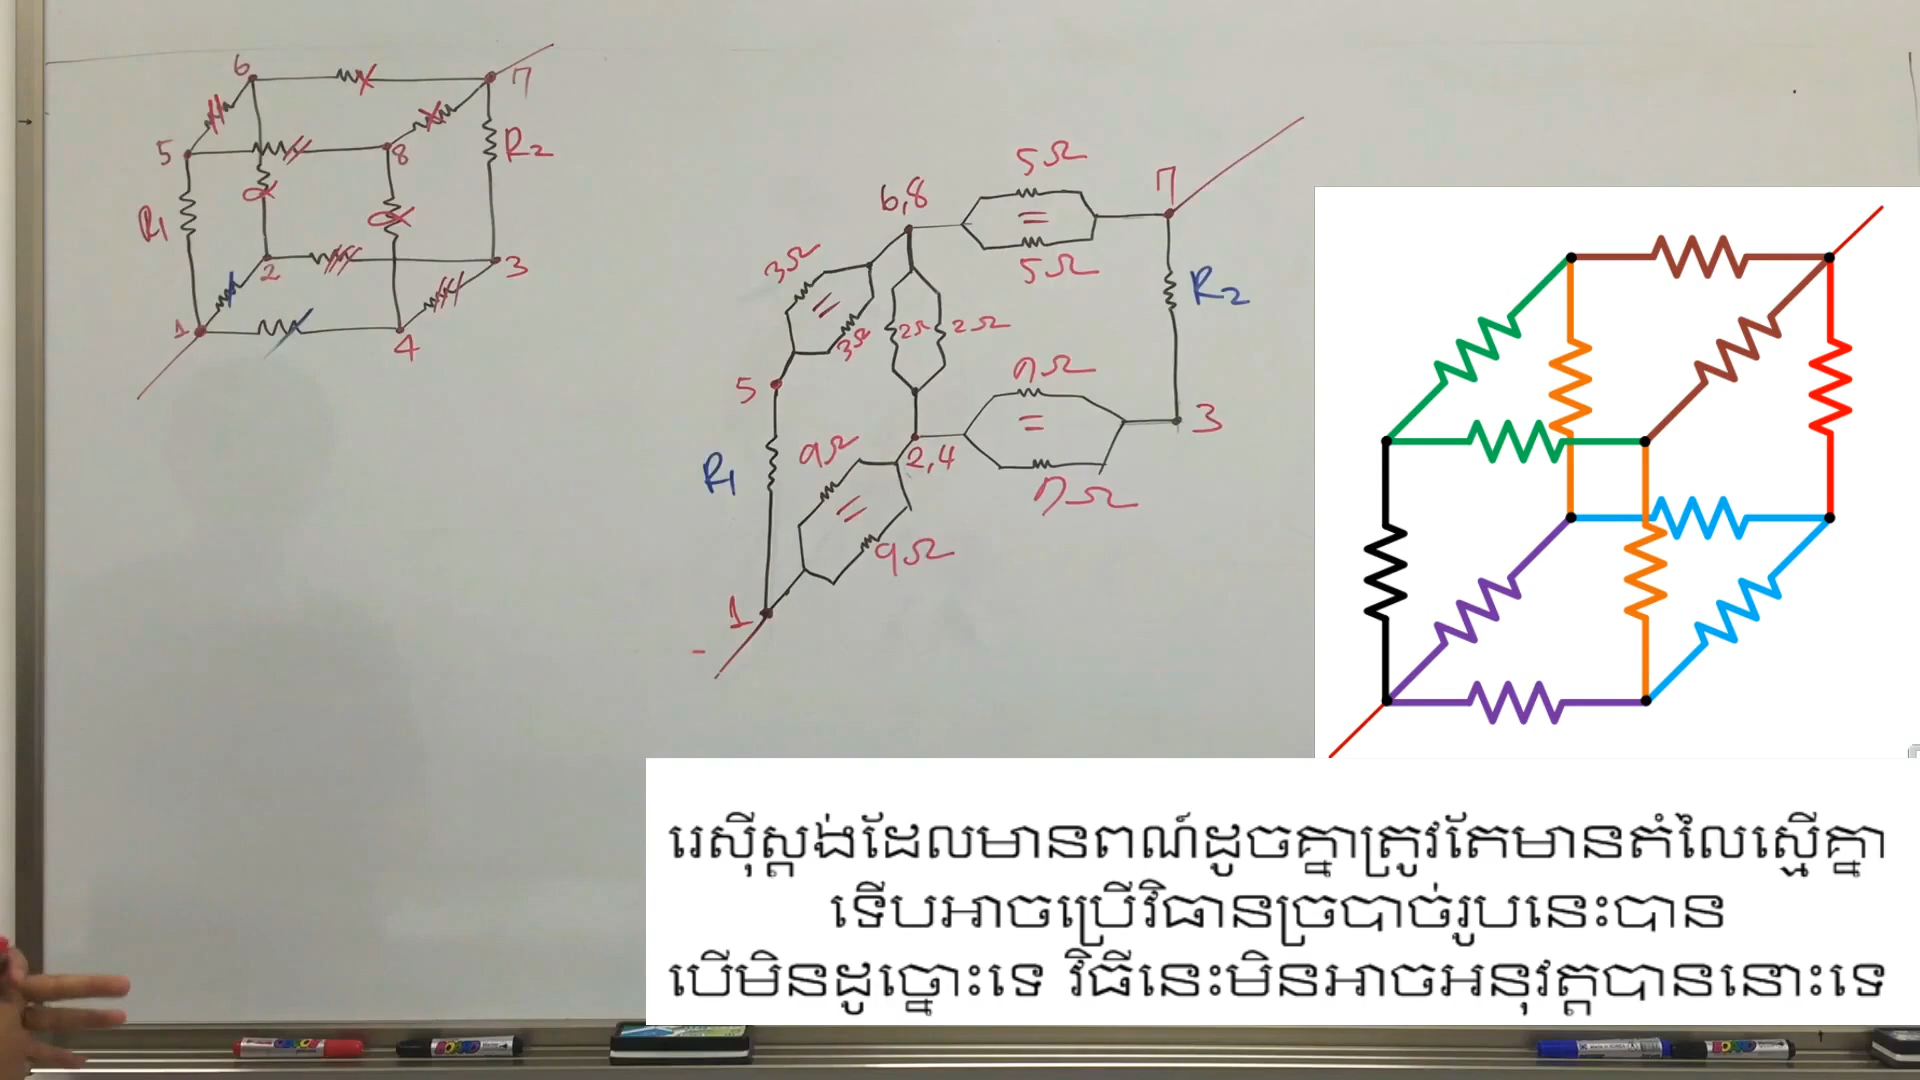 6
7
5
8
R2
R1
2
3
1
4
5Ω
7
6,8
5Ω
3Ω
R2
3Ω
2Ω
2Ω
5
7Ω
3
9Ω
2,4
R1
7Ω
9Ω
1
-
រេស៊ីស្តង់ដែលមានពណ៍ដូចគ្នាត្រូវតែមានតំលៃស្មើគ្នា
ទើបអាចប្រើវិធានច្របាច់រូបនេះបាន
បើមិនដូច្នោះទេ វិធីនេះមិនអាចអនុវត្តបាននោះទេ